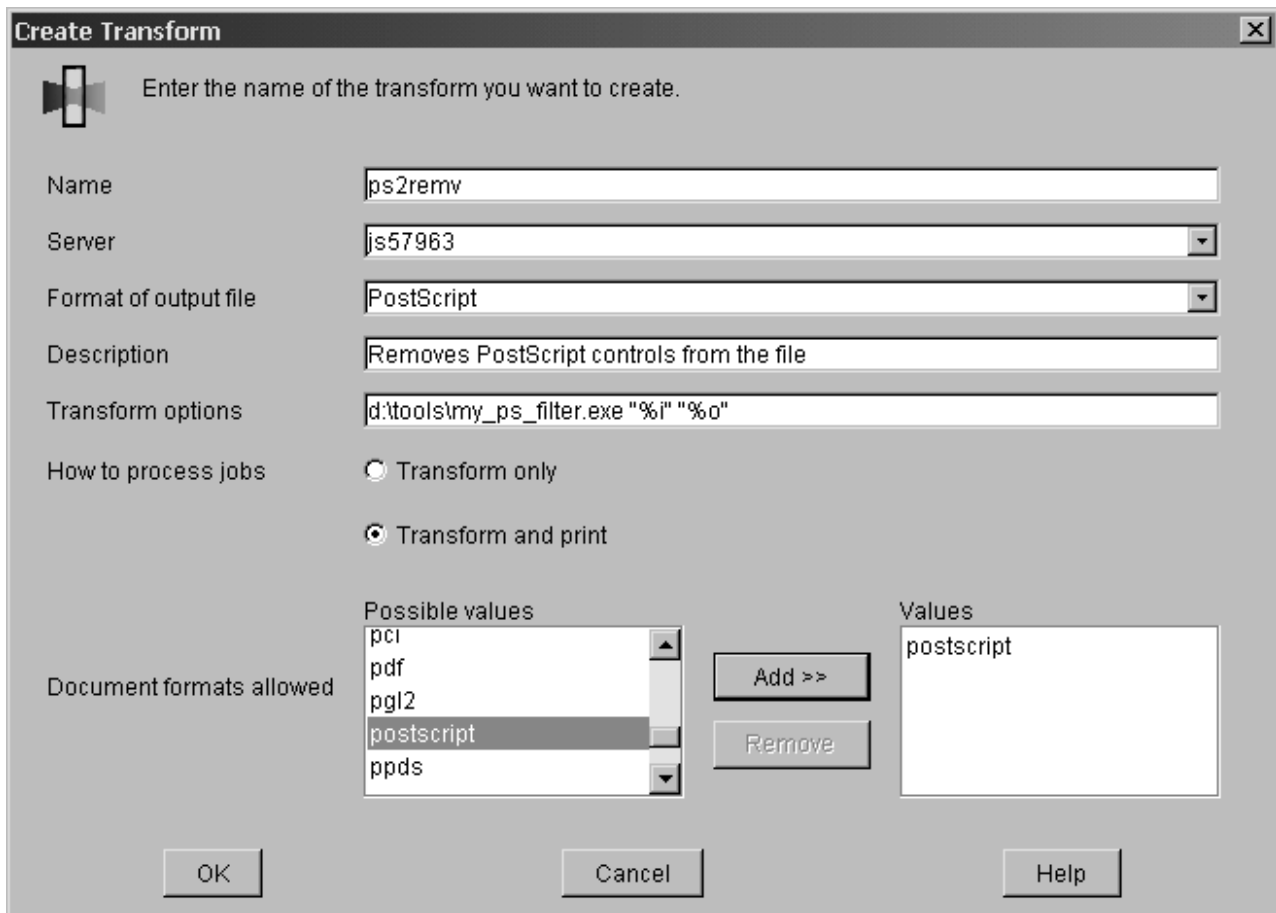 Create Transform
Enter the name of the transform you want to create.
Name ps2remv
Server js57963
Format of output file PostScript
Description Removes PostScript controls from the file
Transform options d:\tools\my_ps_filter.exe "%i" "%o"
How to process jobs Transform only
Transform and print
Possible values Values
pcl
pdf
pgl2
postscript
ppds
Document formats allowed
Add >>
Remove
postscript
OK Cancel Help